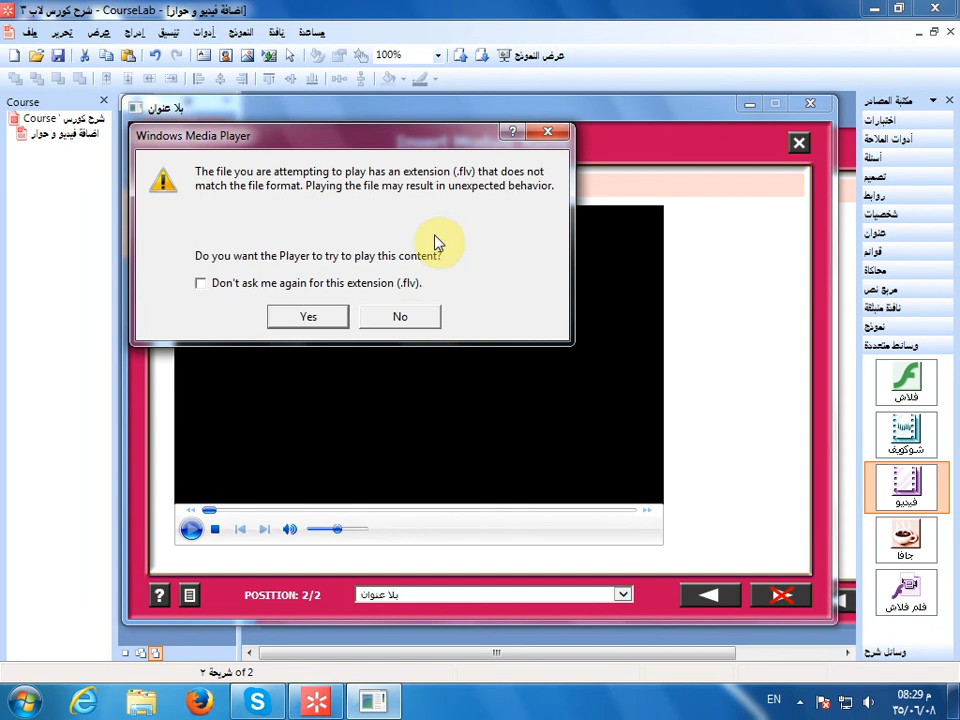 شرح كورس لاب ٣ - CourseLab - [اضافة فيديو و حوار]
ملف تحرير عرض إدراج تنسيق أدوات النموذج نافذة مساعدة
100%
عرض النموذج
Course
شرح كورس '
اضافة فيديو و حوار
بلا عنوان
Windows Media Player
The file you are attempting to play has an extension (.flv) that does not
match the file format. Playing the file may result in unexpected behavior.
Do you want the Player to try to play this content?
Don't ask me again for this extension (.flv).
Yes
No
POSITION: 2/2
بلا عنوان
مكتبة المصادر
اختبارات
أدوات الملاحة
أسئلة
تصميم
روابط
شخصيات
عنوان
قوائم
محاكاة
مربع نص
نافذة منبثقة
نموذج
وسائط متعددة
فلاش
شوكويف
فيديو
جافا
فلم فلاش
وسائل شرح
شريحة ٢ of 2
EN
08:29 م
٣٥/٠٦/٠٨